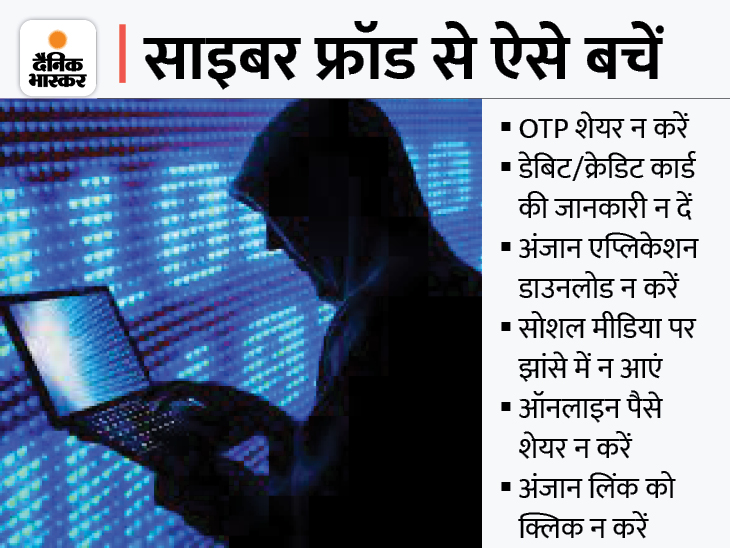 दैनिक
भास्कर
साइबर फ्रॉड से ऐसे बचें
▪ OTP शेयर न करें
▪ डेबिट/क्रेडिट कार्ड
की जानकारी न दें
▪ अंजान एप्लिकेशन
डाउनलोड न करें
▪ सोशल मीडिया पर
झांसे में न आएं
▪ ऑनलाइन पैसे
शेयर न करें
▪ अंजान लिंक को
क्लिक न करें